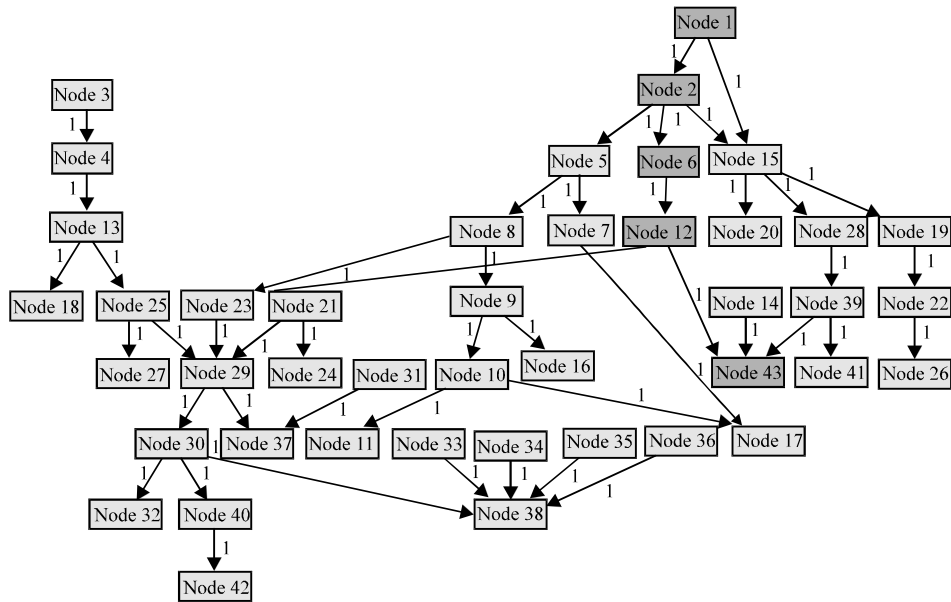 Node 1
1
1
Node 2
Node 3
1
1
1
1
Node 4
Node 5
Node 6
Node 15
1
1
1
1
1
1
1
Node 13
Node 8
Node 7
Node 12
Node 20
Node 28
Node 19
1
1
1
1
1
1
1
Node 18
Node 25
Node 23
Node 21
Node 9
Node 14
Node 39
Node 22
1
1
1
1
1
1
1
1
1
1
1
Node 27
Node 29
Node 24
Node 31
Node 10
Node 16
Node 43
Node 41
Node 26
1
1
1
1
1
1
Node 30
Node 37
Node 11
Node 33
Node 34
Node 35
Node 36
Node 17
1
1
1
1
1
1
1
Node 32
Node 40
Node 38
1
Node 42